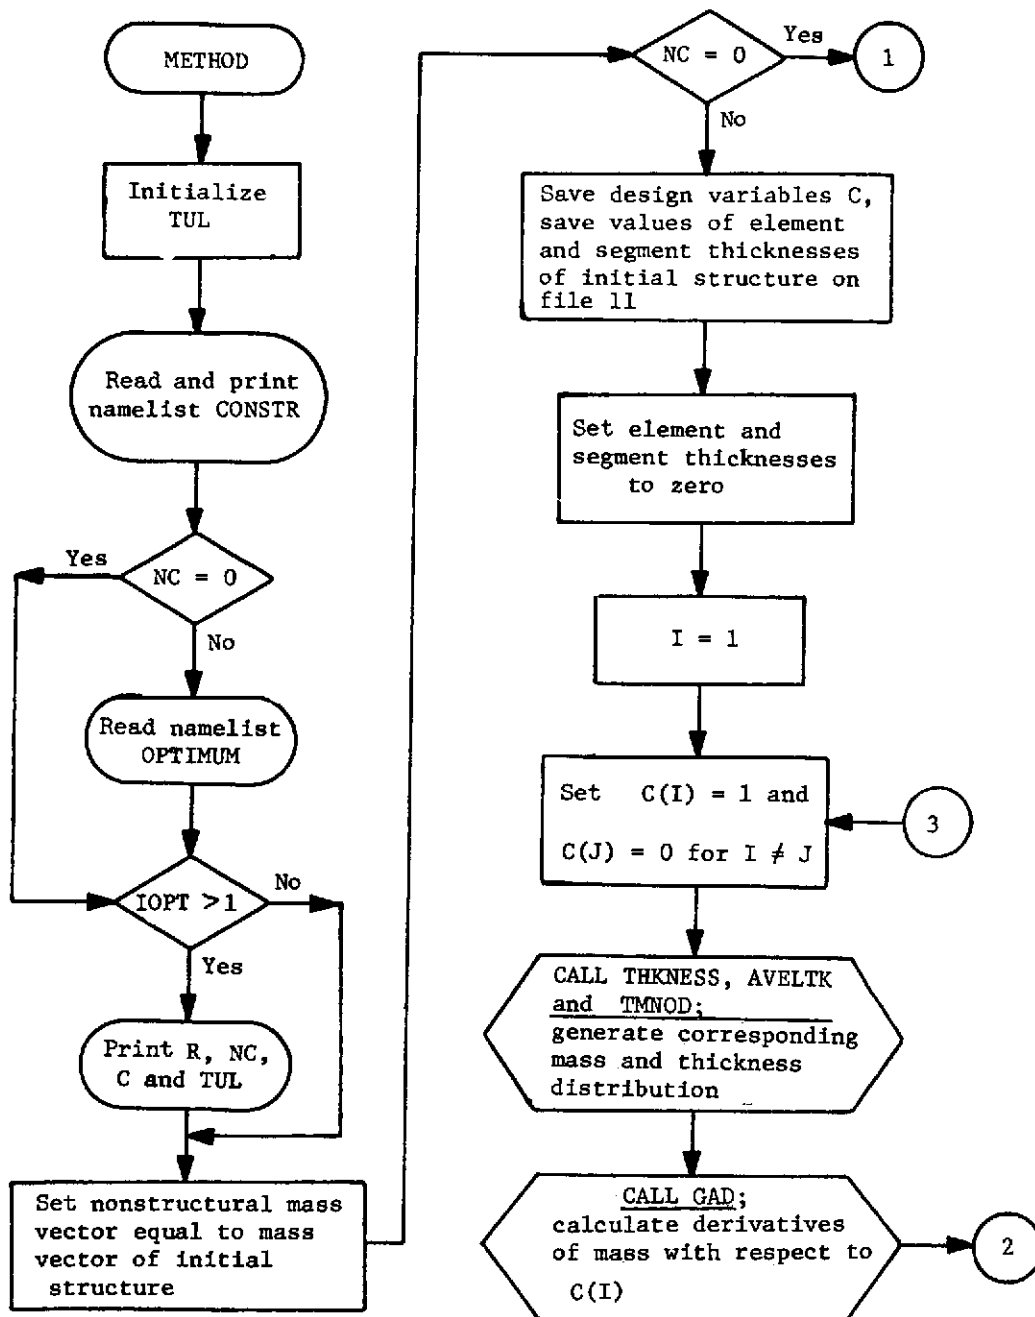 METHOD
Initialize
TUL
Read and print
namelist CONSTR
Yes
NC = 0
No
Read namelist
OPTIMUM
IOPT >1
No
Yes
Print R, NC,
C and TUL
Set nonstructural mass
vector equal to mass
vector of initial
structure
NC = 0
Yes
1
No
Save design variables C,
save values of element
and segment thicknesses
of initial structure on
file 11
Set element and
segment thicknesses
to zero
I = 1
Set C(I) = 1 and
C(J) = 0 for I ≠ J
3
CALL THKNESS, AVELTK
and TMNOD;
generate corresponding
mass and thickness
distribution
CALL GAD;
calculate derivatives
of mass with respect to
C(I)
2